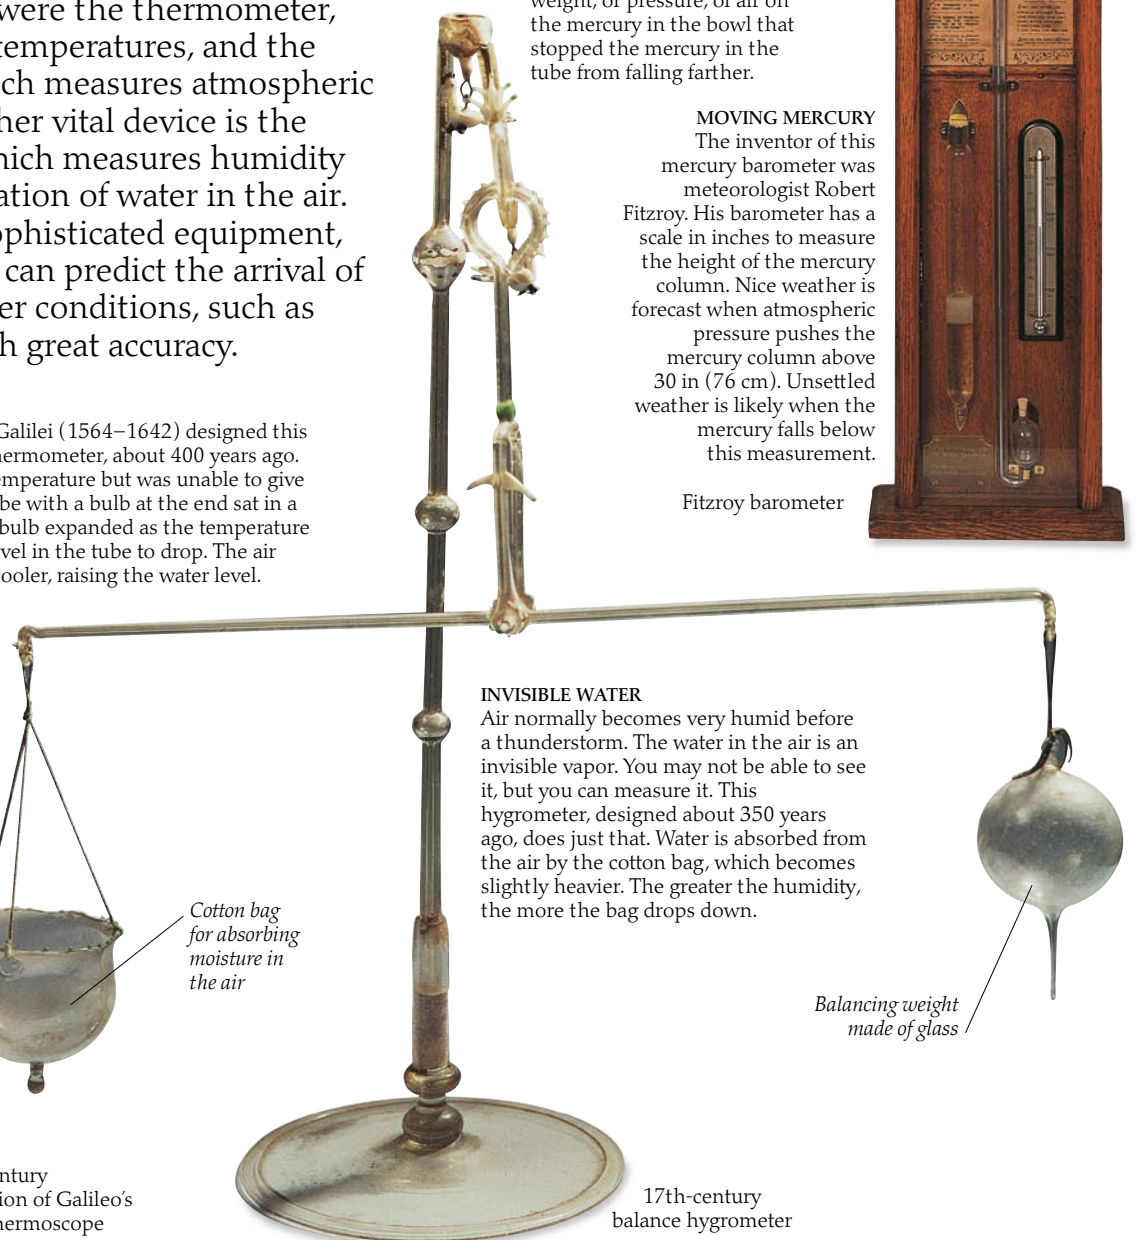 were the thermometer,
temperatures, and the
ch measures atmospheric
her vital device is the
hich measures humidity
ation of water in the air.
ophisticated equipment,
can predict the arrival of
er conditions, such as
h great accuracy.
Galilei (1564–1642) designed this
hermometer, about 400 years ago.
emperature but was unable to give
be with a bulb at the end sat in a
bulb expanded as the temperature
vel in the tube to drop. The air
cooler, raising the water level.
weight, or pressure, of air on
the mercury in the bowl that
stopped the mercury in the
tube from falling farther.
MOVING MERCURY
The inventor of this
mercury barometer was
meteorologist Robert
Fitzroy. His barometer has a
scale in inches to measure
the height of the mercury
column. Nice weather is
forecast when atmospheric
pressure pushes the
mercury column above
30 in (76 cm). Unsettled
weather is likely when the
mercury falls below
this measurement.
Fitzroy barometer
INVISIBLE WATER
Air normally becomes very humid before
a thunderstorm. The water in the air is an
invisible vapor. You may not be able to see
it, but you can measure it. This
hygrometer, designed about 350 years
ago, does just that. Water is absorbed from
the air by the cotton bag, which becomes
slightly heavier. The greater the humidity,
the more the bag drops down.
Cotton bag
for absorbing
moisture in
the air
Balancing weight
made of glass
ntury
ion of Galileo's
hermoscope
17th-century
balance hygrometer